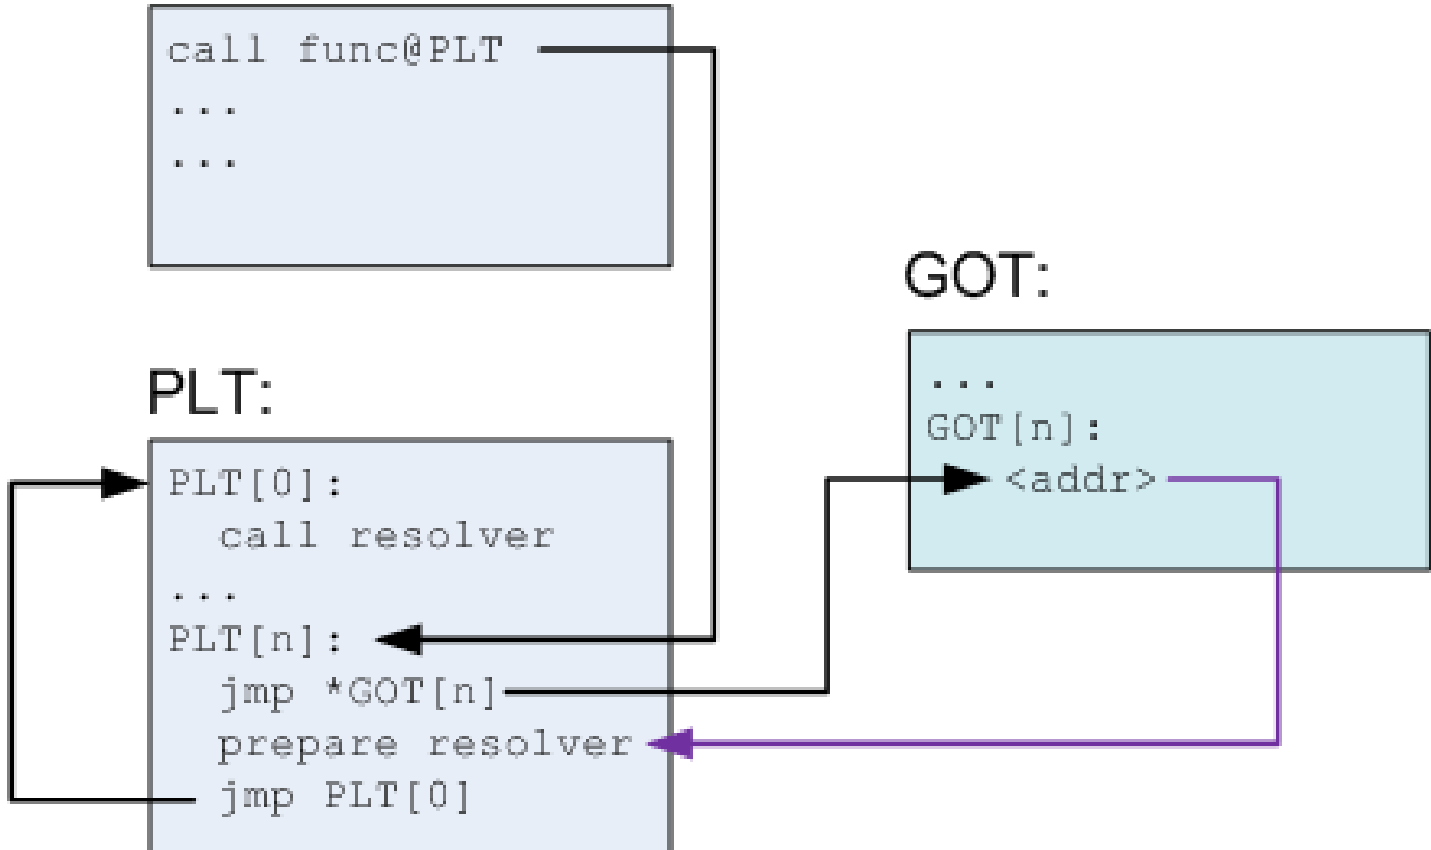 call func@PLT
...
...
GOT:
...
GOT[n]:
<addr>
PLT:
PLT[0]:
call resolver
...
PLT[n]:
jmp *GOT[n]
prepare resolver
jmp PLT[0]